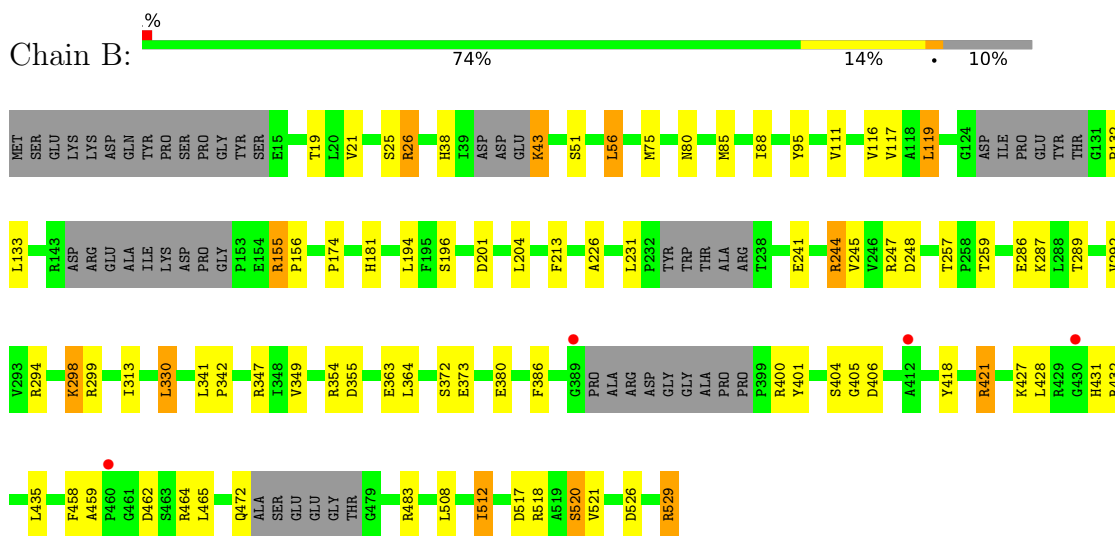 .%
Chain B:
74% 14% • 10%
MET SER GLU LYS LYS ASP GLN TYR PRO SER PRO GLY TYR SER E15 T19 L20 V21 S25 R26 H38 I39 ASP ASP GLU K43 S51 L56 M75 N80 M85 I88 Y95 V111 V116 V117 A118 L119 G124 ASP ILE PRO GLU TYR THR G131
L133 R143 ASP ARG GLU ALA ILE LYS ASP PRO GLY P153 E154 R155 P156 P174 H181 L194 F195 S196 D201 L204 F213 A226 L231 P232 TYR TRP THR ALA ARG T238 E241 R244 V245 V246 R247 D248 T257 P258 T259 E286 K287 L288 T289
V293 R294 K298 R299 I313 L330 L341 P342 R347 I348 V349 R354 D355 E363 L364 S372 E373 E380 F386 G389 PRO ALA ARG ASP GLY GLY ALA PRO PRO P399 R400 Y401 S404 G405 D406 A412 Y418 R421 K427 L428 R429 G430 H431
L435 F458 A459 P460 G461 D462 S463 R464 L465 Q472 ALA SER GLU GLU GLY THR G479 R483 L508 I512 D517 R518 A519 S520 V521 D526 R529